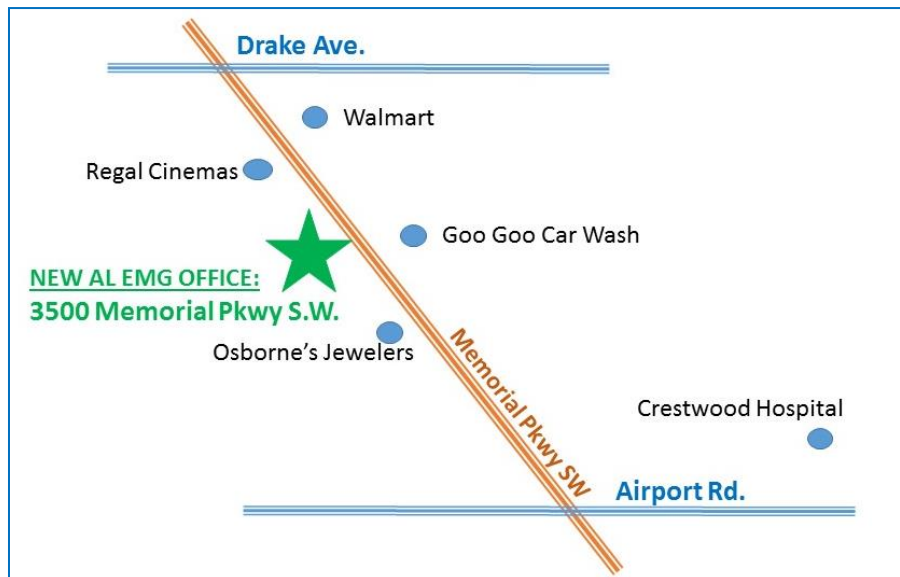 Drake Ave.
Walmart
Regal Cinemas
Goo Goo Car Wash
NEW AL EMG OFFICE:
3500 Memorial Pkwy S.W.
Osborne’s Jewelers
Memorial Pkwy SW
Crestwood Hospital
Airport Rd.